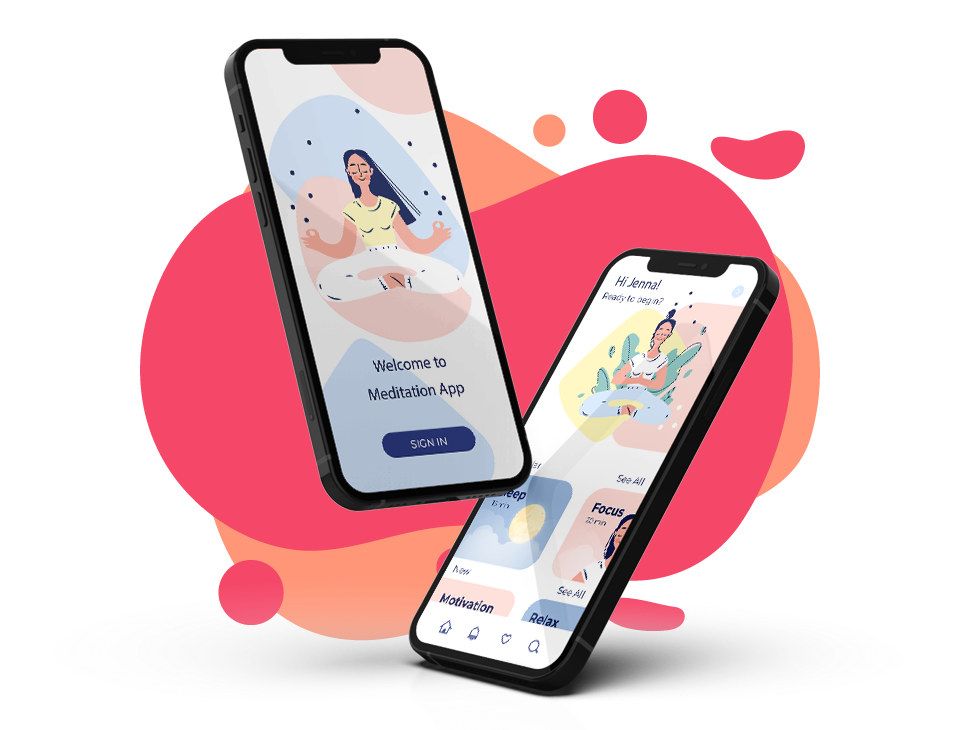 Welcome to
Meditation App
SIGN IN
Hi Jenna!
Ready to begin?
See All
Focus
New
See All
Motivation
Relax